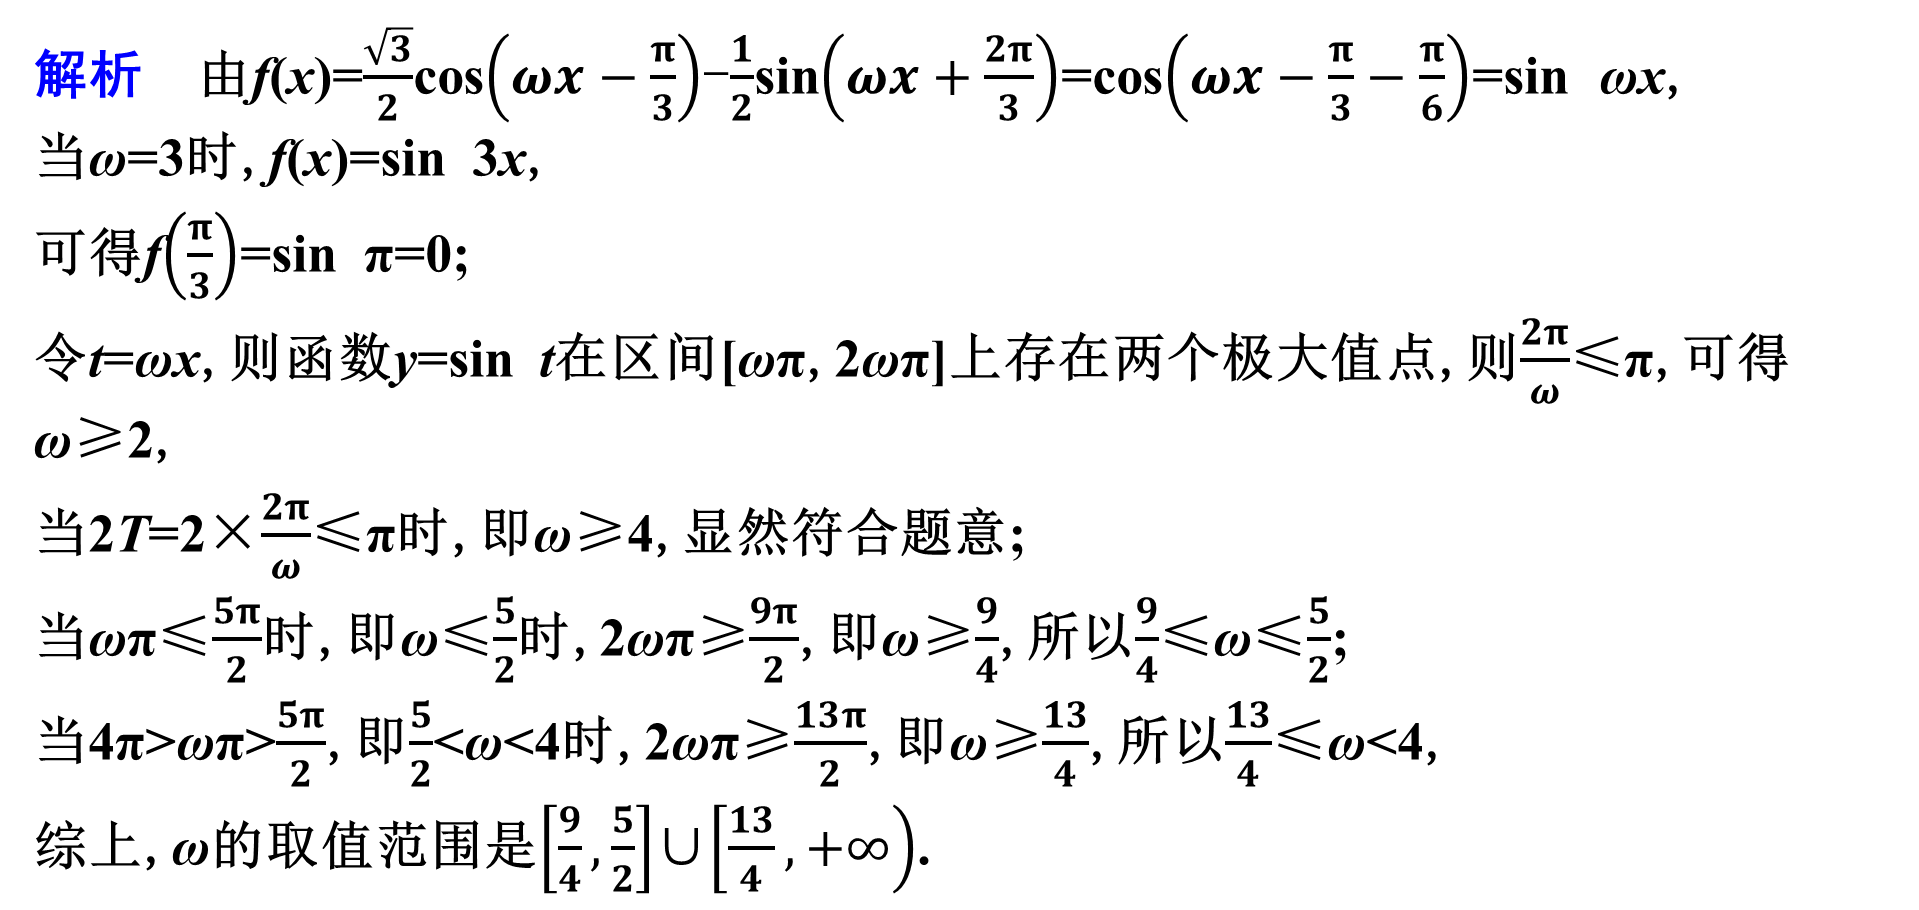 解析 由f(x)=√3/2cos(ωx－π/3)−1/2sin(ωx＋2π/3)=cos(ωx－π/3－π/6)=sin ωx,
当ω=3时, f(x)=sin 3x,
可得f(π/3)=sin π=0;
令t=ωx, 则函数y=sin t在区间[ωπ, 2ωπ]上存在两个极大值点, 则2π/ω≤π, 可得
ω≥2,
当2T=2×2π/ω≤π时, 即ω≥4, 显然符合题意;
当ωπ≤5π/2时, 即ω≤5/2时, 2ωπ≥9π/2, 即ω≥9/4, 所以9/4≤ω≤5/2;
当4π>ωπ>5π/2, 即5/2<ω<4时, 2ωπ≥13π/2, 即ω≥13/4, 所以13/4≤ω<4,
综上, ω的取值范围是[9/4, 5/2]∪[13/4, +∞).